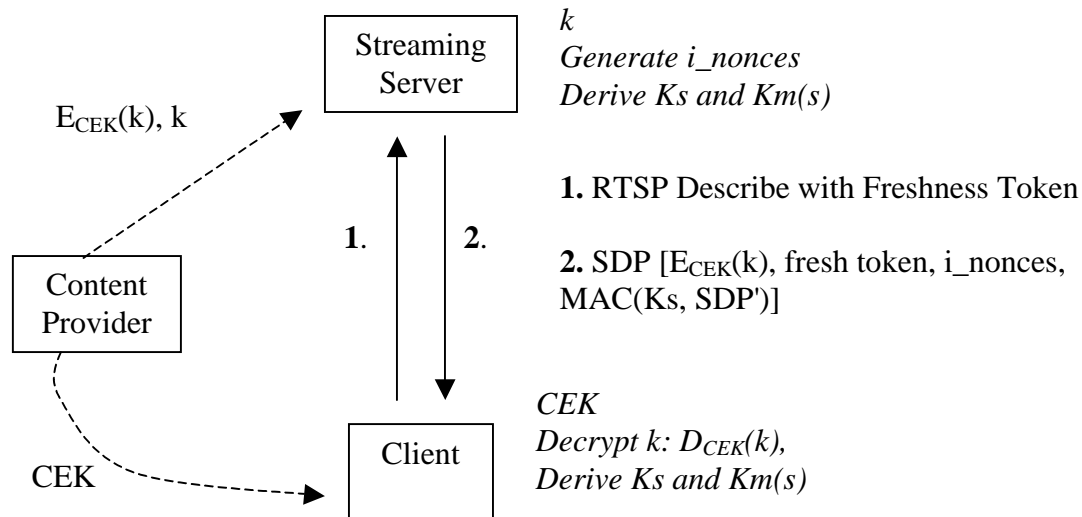 Streaming
Server
k
Generate i_nonces
Derive Ks and Km(s)
E_CEK(k), k
1. RTSP Describe with Freshness Token
1.
2.
2. SDP [E_CEK(k), fresh token, i_nonces,
MAC(Ks, SDP')]
Content
Provider
CEK
Client
CEK
Decrypt k: D_CEK(k),
Derive Ks and Km(s)